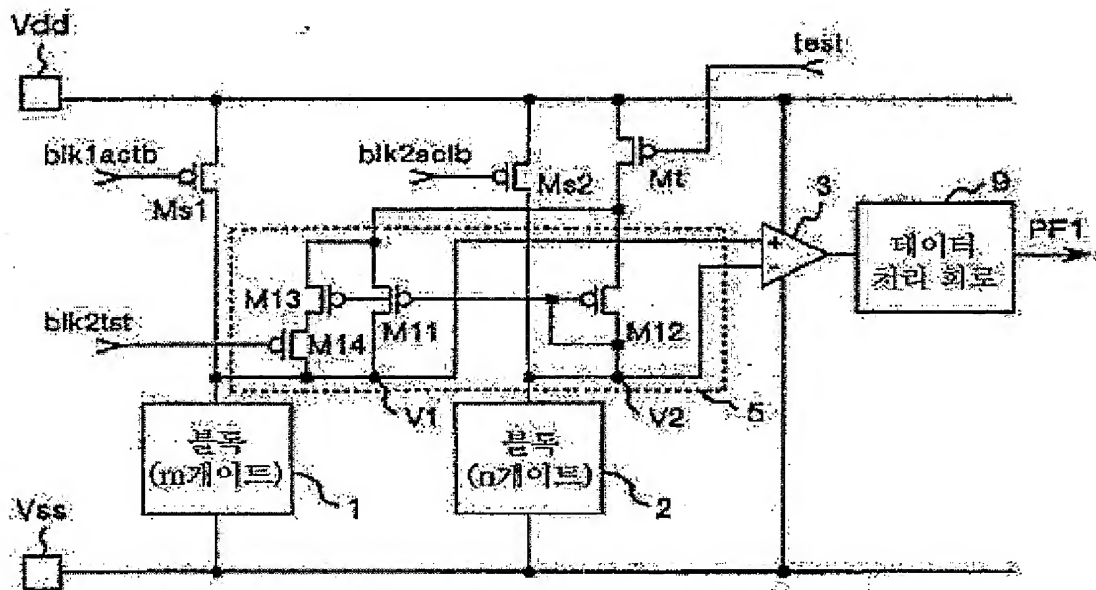 Vdd
test
blk1actb
blk2actb
Ms1
Ms2
Mt
3
9
데이터
처리 회로
PF1
M13
M11
M12
blk2tst
M14
V1
V2
5
블록
(m게이트)
1
블록
(n게이트)
2
Vss